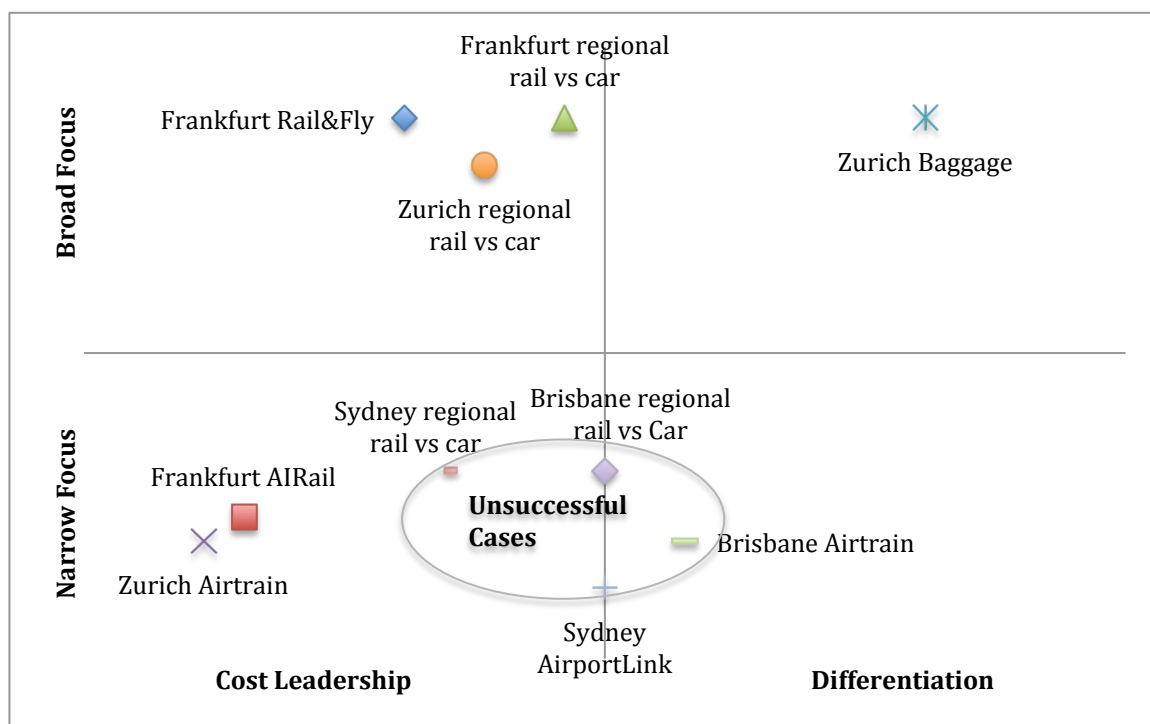 Frankfurt regional
rail vs car
Frankfurt Rail&Fly
Zurich Baggage
Zurich regional
rail vs car
Broad Focus
Brisbane regional
rail vs Car
Sydney regional
rail vs car
Frankfurt AIRail
Unsuccessful
Cases
Brisbane Airtrain
Zurich Airtrain
Narrow Focus
Sydney
AirportLink
Cost Leadership
Differentiation